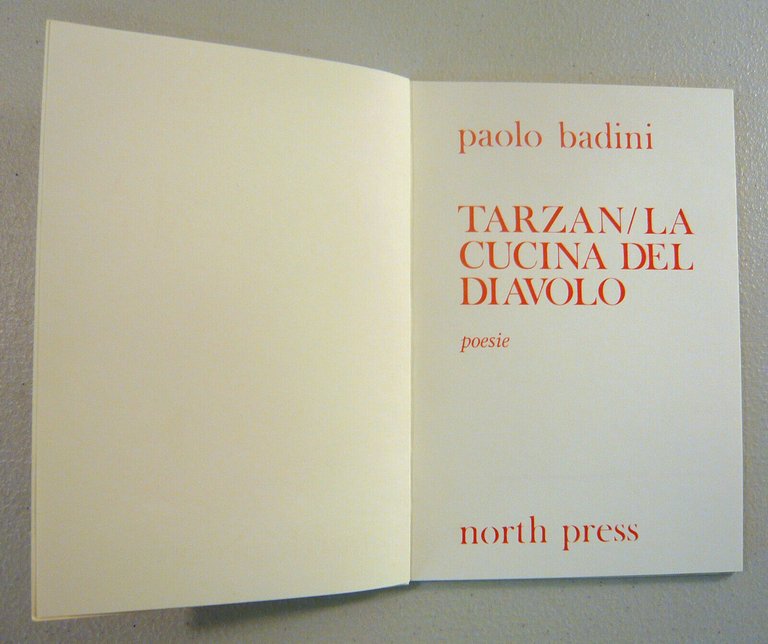 paolo badini
TARZAN/LA
CUCINA DEL
DIAVOLO
poesie
north press